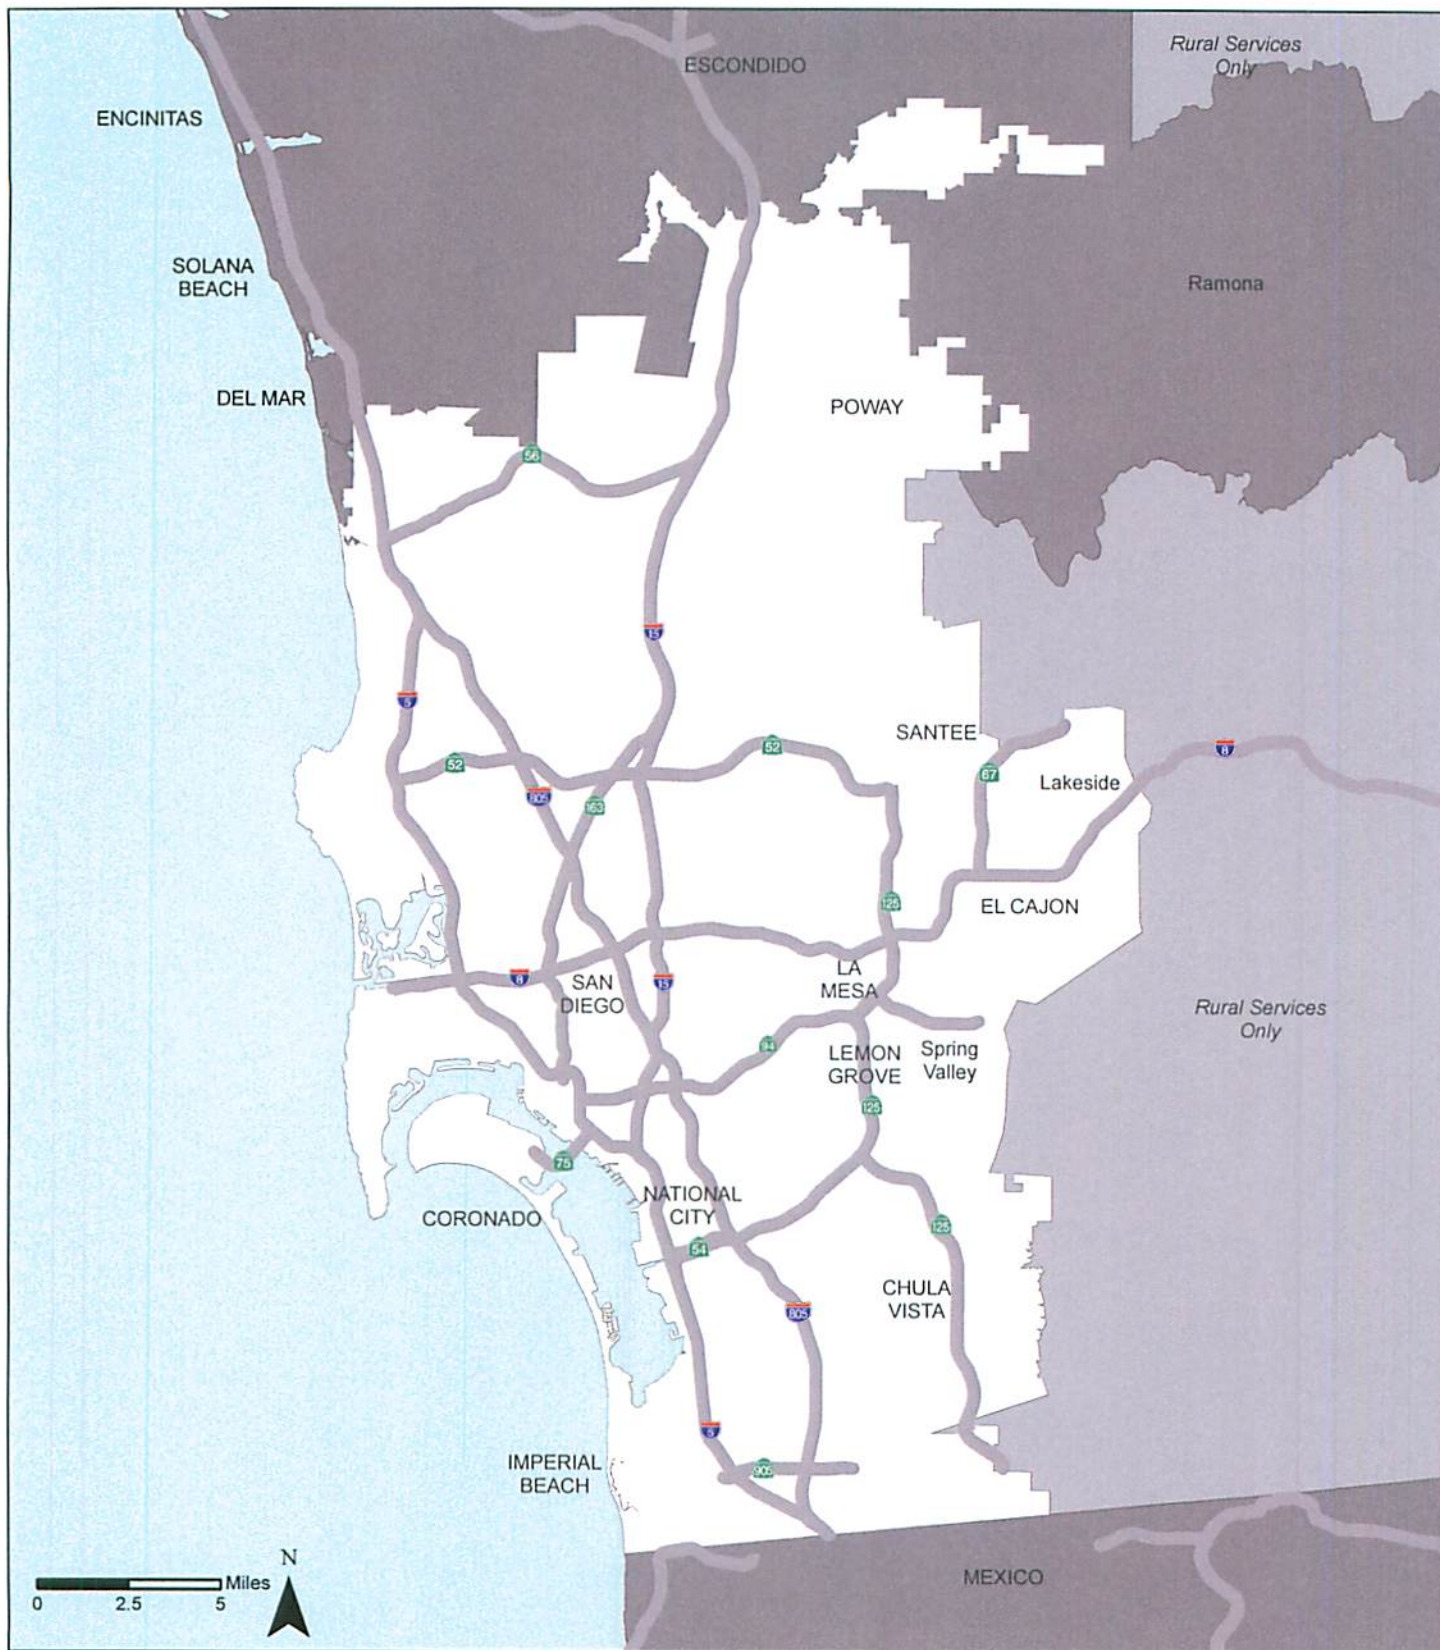 Rural Services
Only
ESCONDIDO
ENCINITAS
SOLANA
BEACH
Ramona
DEL MAR
POWAY
56
15
5
SANTEE
52
52
8
67
Lakeside
805
163
125
EL CAJON
LA
MESA
8
SAN
DIEGO
15
Rural Services
Only
94
LEMON
GROVE
Spring
Valley
125
75
NATIONAL
CITY
CORONADO
125
54
CHULA
VISTA
805
5
IMPERIAL
BEACH
905
N
Miles
0
2.5
5
MEXICO